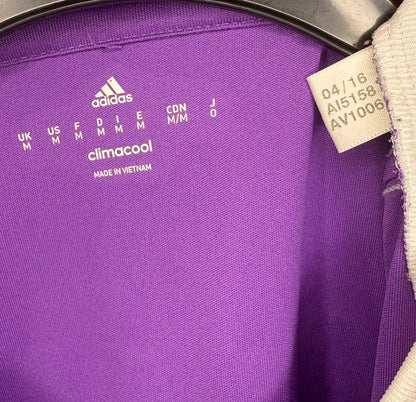 adidas
UK US F D I E CDN J
M M M M M M M/M O
climacool
MADE IN VIETNAM
04/16
AI5158
AV1006